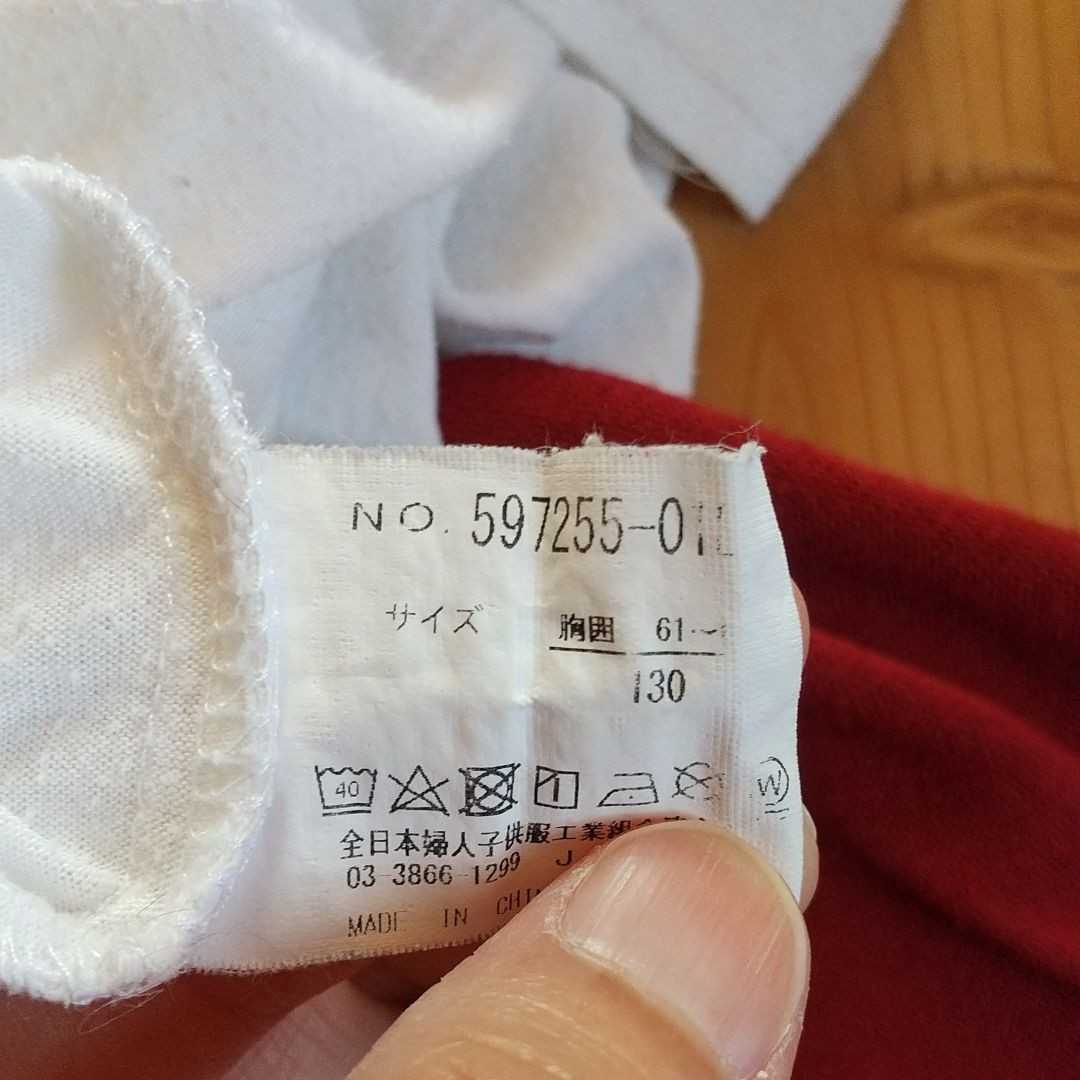 NO. 597255-01
サイズ
胸囲 61~
130
40
W
全日本婦人子供服工業組合
03-3866-1299 J
MADE IN